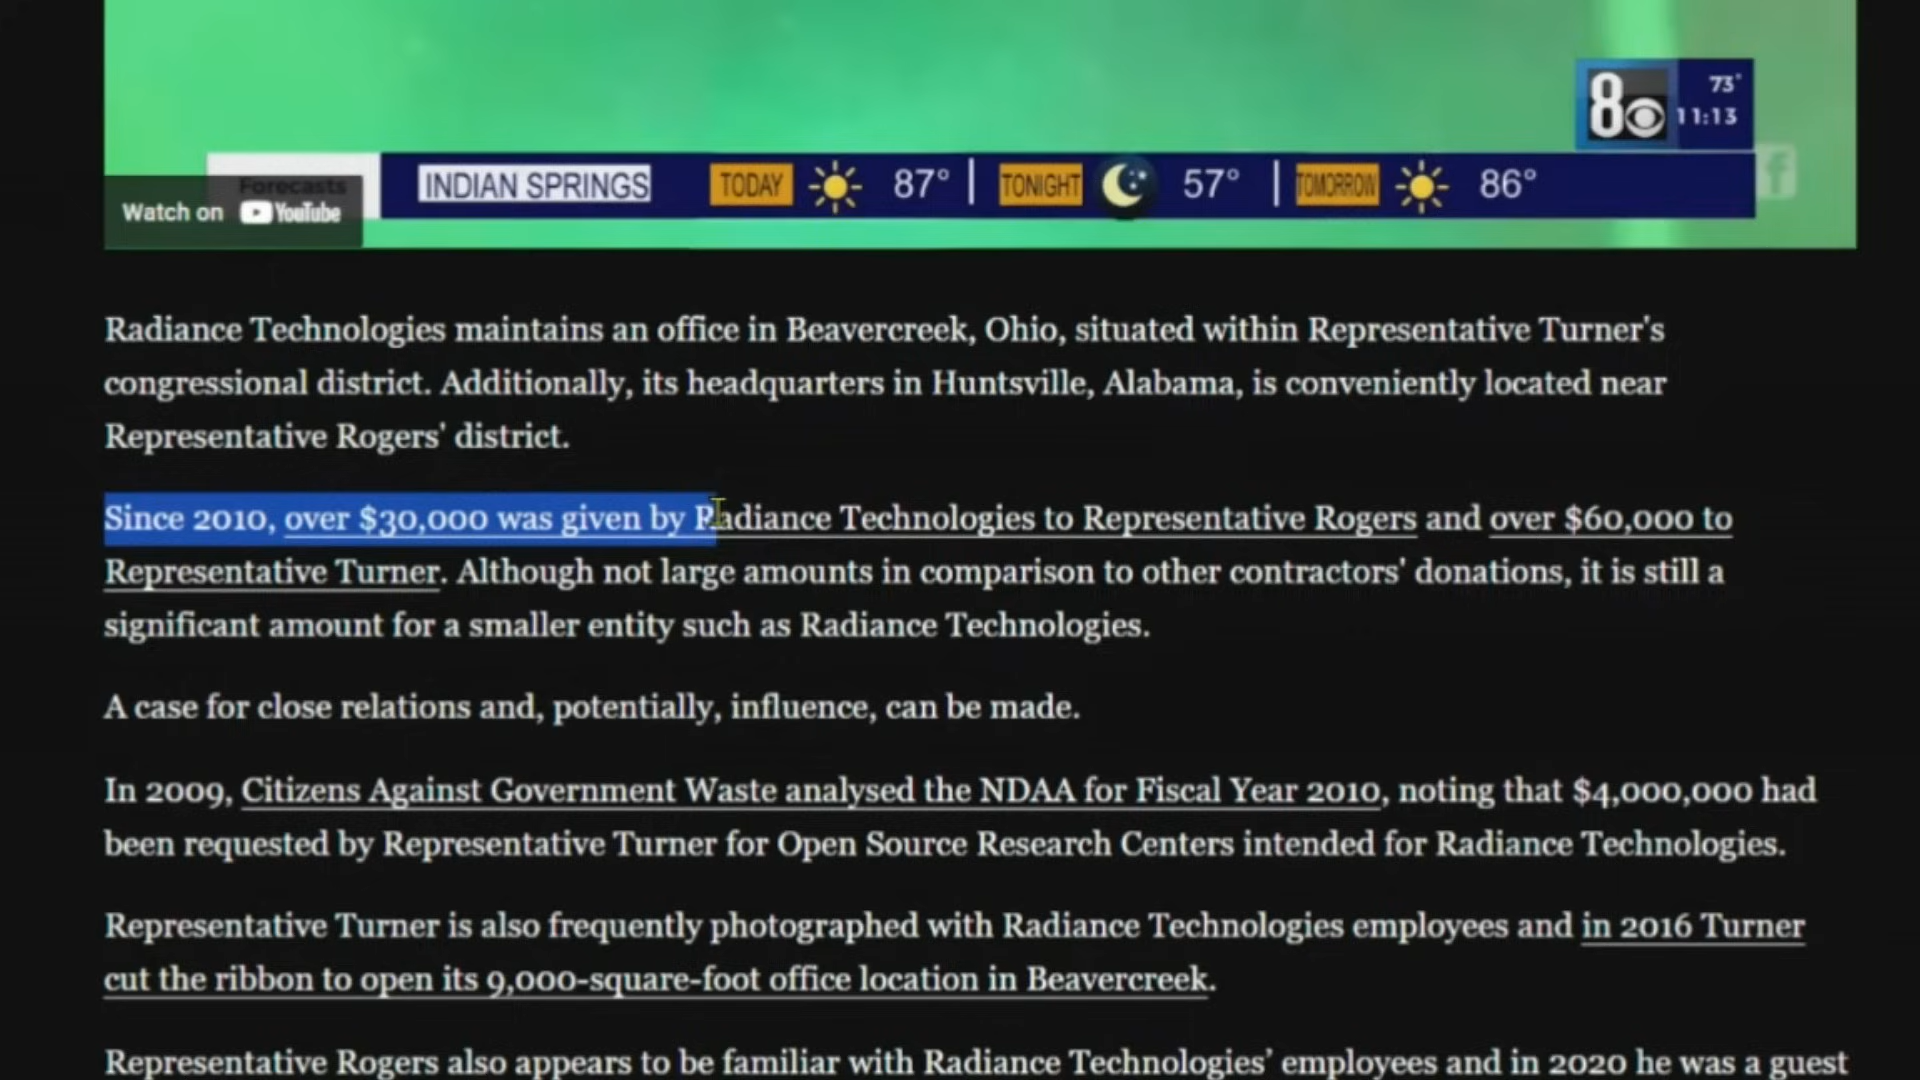 8
73°
11:13
Forecasts
INDIAN SPRINGS TODAY 87° TONIGHT 57° TOMORROW 86°
Watch on YouTube
Radiance Technologies maintains an office in Beavercreek, Ohio, situated within Representative Turner's
congressional district. Additionally, its headquarters in Huntsville, Alabama, is conveniently located near
Representative Rogers' district.
Since 2010, over $30,000 was given by Radiance Technologies to Representative Rogers and over $60,000 to
Representative Turner. Although not large amounts in comparison to other contractors' donations, it is still a
significant amount for a smaller entity such as Radiance Technologies.
A case for close relations and, potentially, influence, can be made.
In 2009, Citizens Against Government Waste analysed the NDAA for Fiscal Year 2010, noting that $4,000,000 had
been requested by Representative Turner for Open Source Research Centers intended for Radiance Technologies.
Representative Turner is also frequently photographed with Radiance Technologies employees and in 2016 Turner
cut the ribbon to open its 9,000-square-foot office location in Beavercreek.
Representative Rogers also appears to be familiar with Radiance Technologies’ employees and in 2020 he was a guest